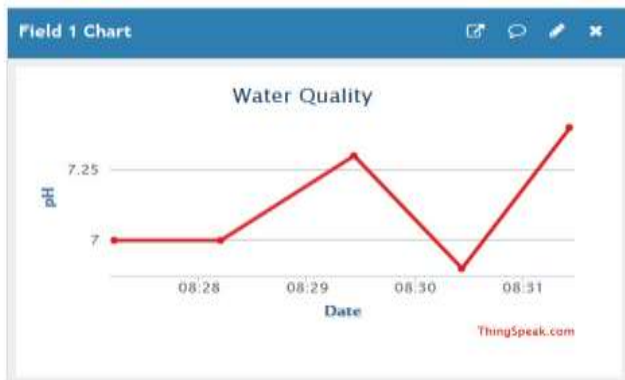 Field 1 Chart
Water Quality
7.25
pH
7
08:28 08:29 08:30 08:31
Date
ThingSpeak.com